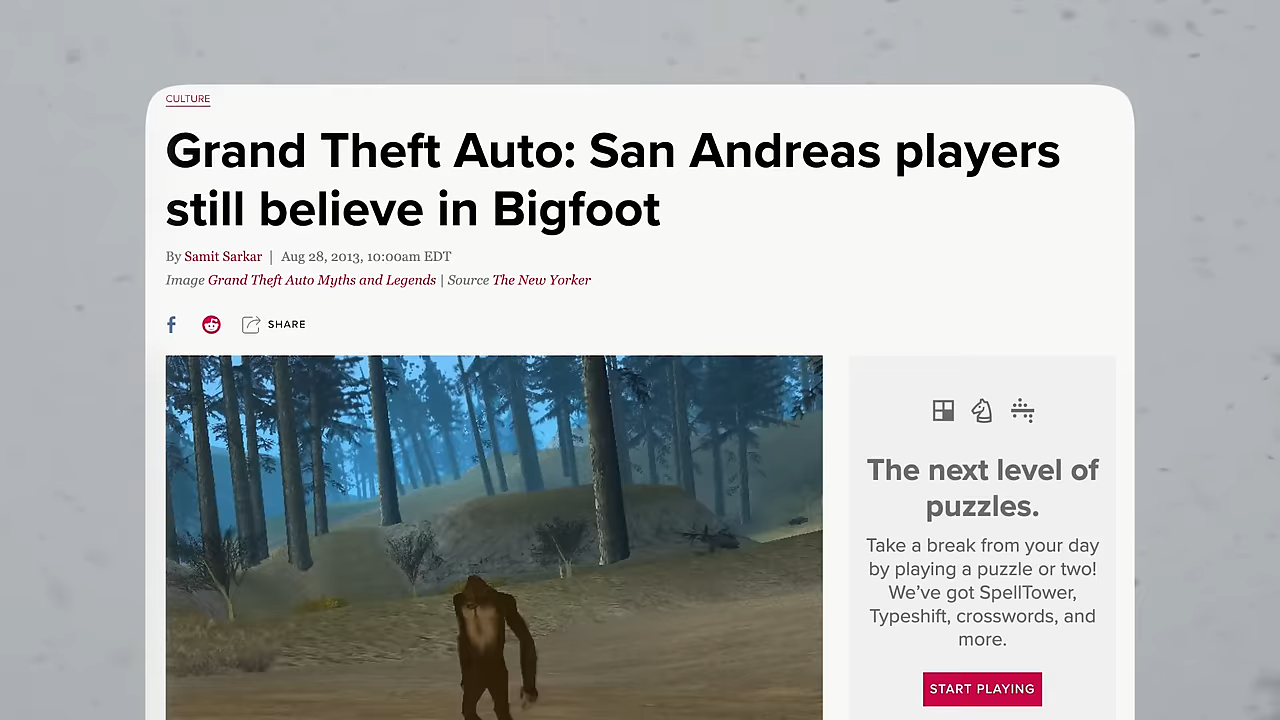 CULTURE
Grand Theft Auto: San Andreas players
still believe in Bigfoot
By Samit Sarkar | Aug 28, 2013, 10:00am EDT
Image Grand Theft Auto Myths and Legends | Source The New Yorker
SHARE
The next level of
puzzles.
Take a break from your day
by playing a puzzle or two!
We’ve got SpellTower,
Typeshift, crosswords, and
more.
START PLAYING